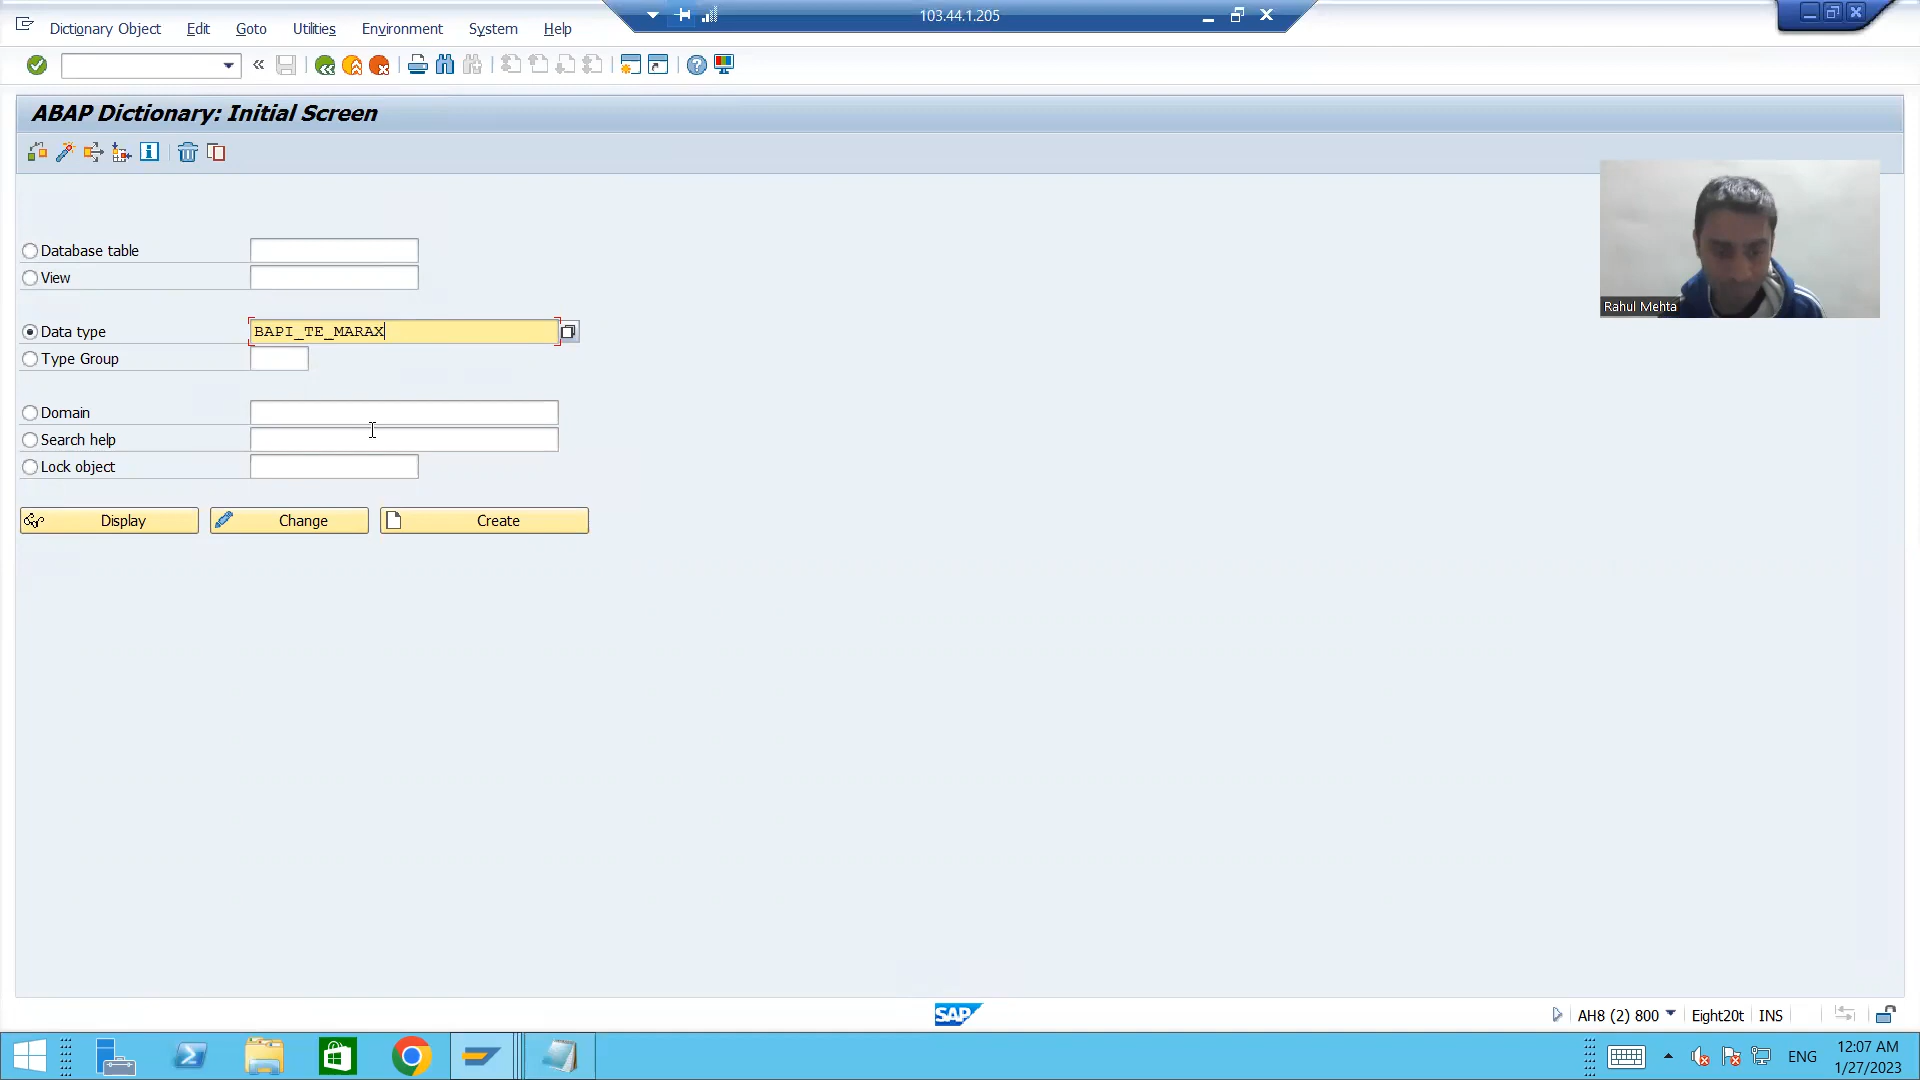 103.44.1.205
Dictionary Object Edit Goto Utilities Environment System Help
ABAP Dictionary: Initial Screen
Database table
View
Data type BAPI_TE_MARAX
Type Group
Domain
Search help
Lock object
Display Change Create
Rahul Mehta
SAP
AH8 (2) 800 Eight20t INS
ENG
12:07 AM
1/27/2023